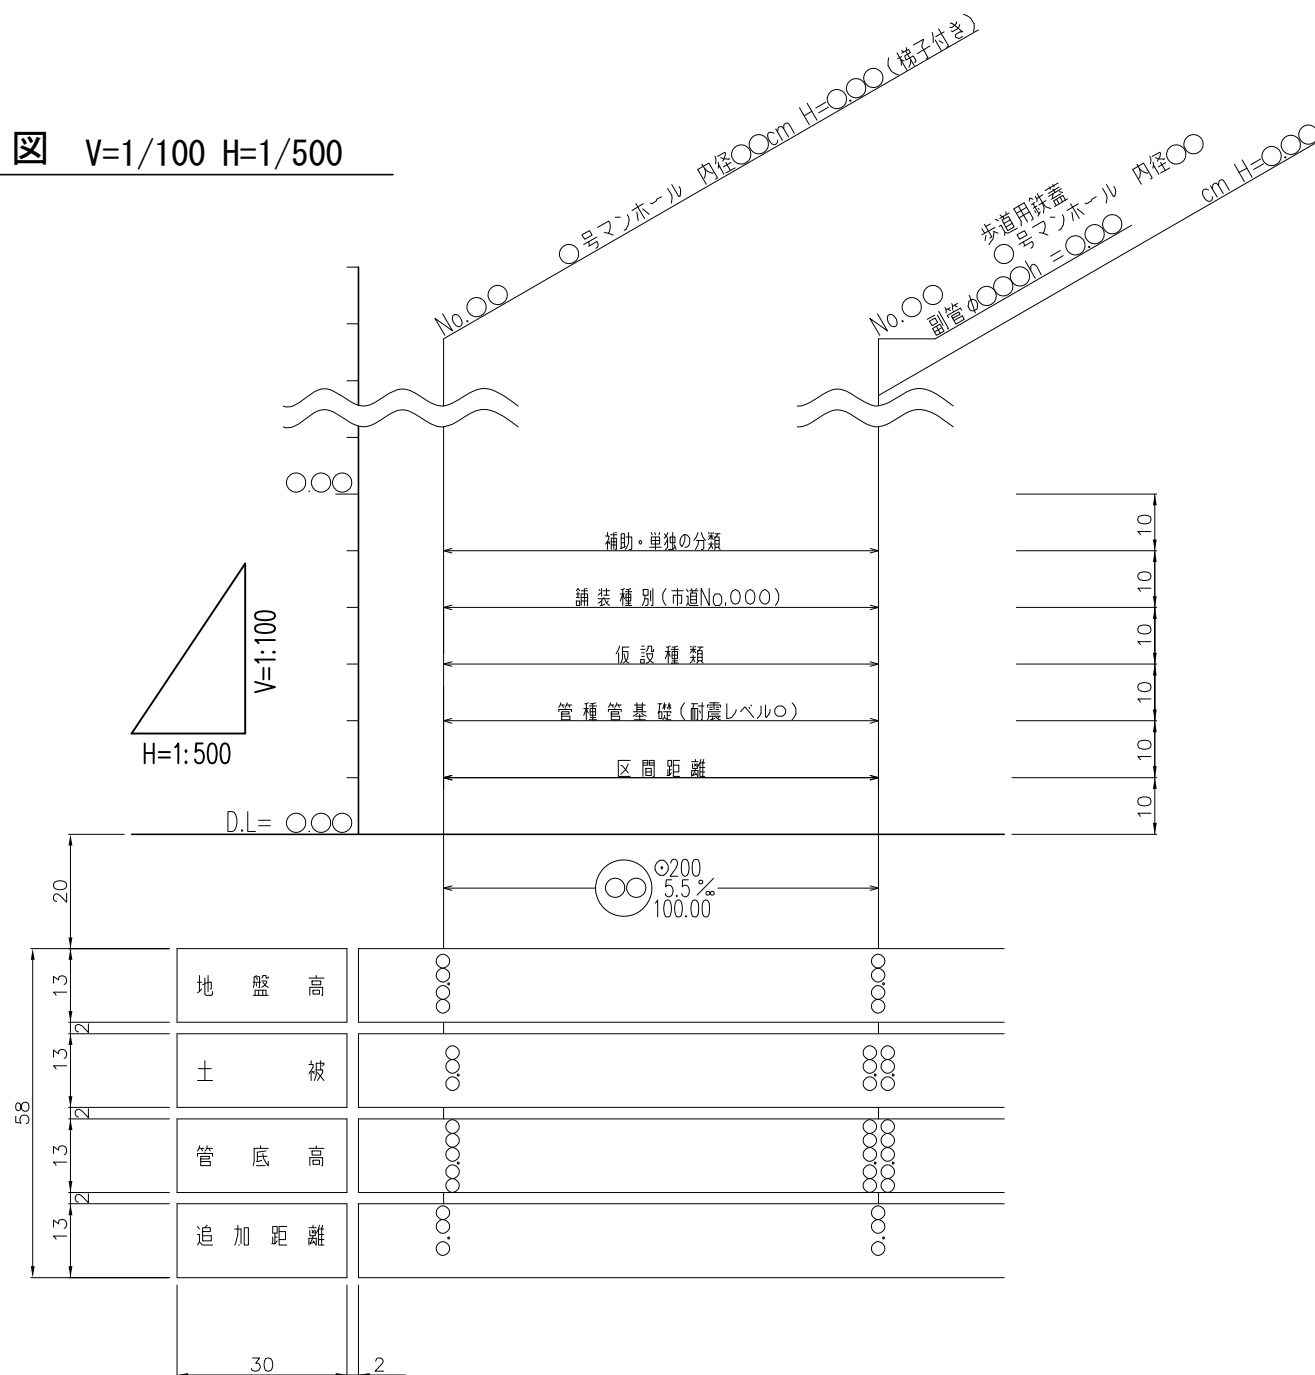 図 V=1/100 H=1/500
No.○○ ○号マンホール 内径○○cm H=○.○○(梯子付き)
No.○○
歩道用鉄蓋
○号マンホール 内径○○
cm H=○.○○
副管φ○○○h =○.○○
○.○○
補助・単独の分類
舗装種別(市道No.000)
仮設種類
管種管基礎(耐震レベル○)
区間距離
10
10
10
10
10
10
V=1:100
H=1:500
D.L= ○.○○
20
○○
⊙200
5.5‰
100.00
58
13
地盤高
○○.○○
○○.○○
2
13
土被
○○.○
○○.○
○○.○
2
13
管底高
○○○.○○
○○○.○○
○○○.○○
2
13
追加距離
○○.○
○○.○
30
2